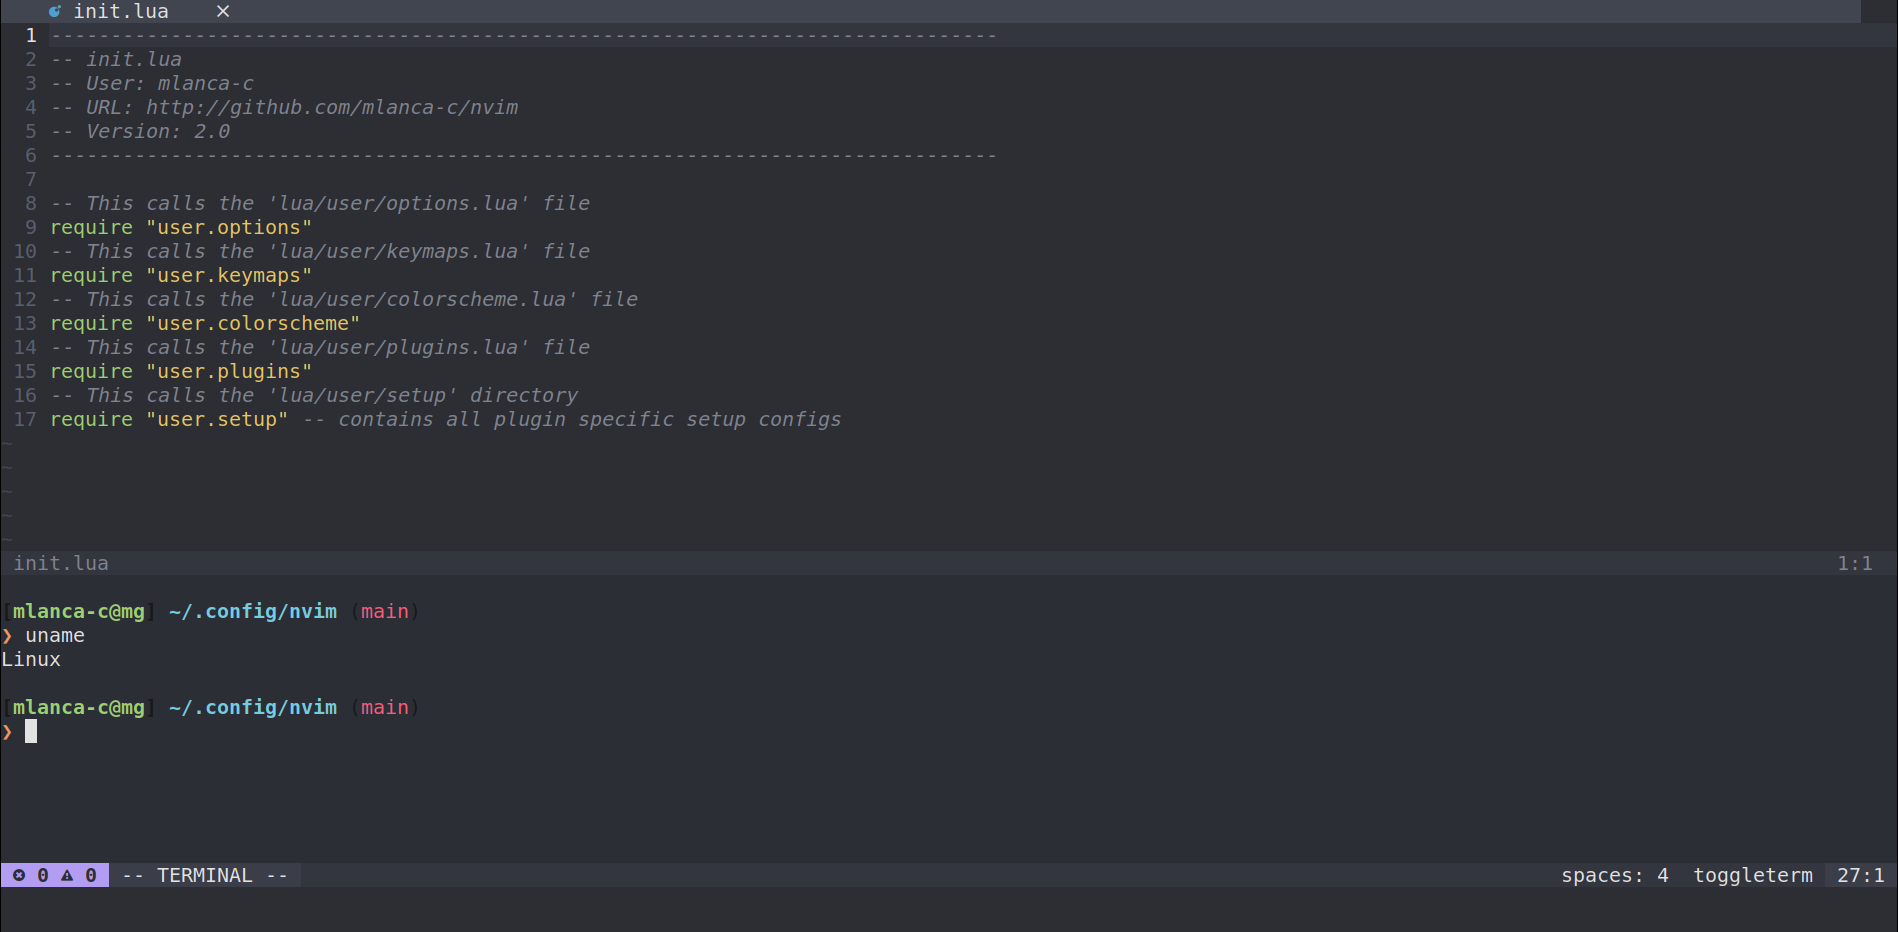 init.lua ×
1 -------------------------------------------------------------------------------
2 -- init.lua
3 -- User: mlanca-c
4 -- URL: http://github.com/mlanca-c/nvim
5 -- Version: 2.0
6 -------------------------------------------------------------------------------
7
8 -- This calls the 'lua/user/options.lua' file
9 require "user.options"
10 -- This calls the 'lua/user/keymaps.lua' file
11 require "user.keymaps"
12 -- This calls the 'lua/user/colorscheme.lua' file
13 require "user.colorscheme"
14 -- This calls the 'lua/user/plugins.lua' file
15 require "user.plugins"
16 -- This calls the 'lua/user/setup' directory
17 require "user.setup" -- contains all plugin specific setup configs
~
~
~
~
~
init.lua 1:1
[mlanca-c@mg] ~/.config/nvim (main)
❯ uname
Linux
[mlanca-c@mg] ~/.config/nvim (main)
❯
0 0 -- TERMINAL -- spaces: 4 toggleterm 27:1